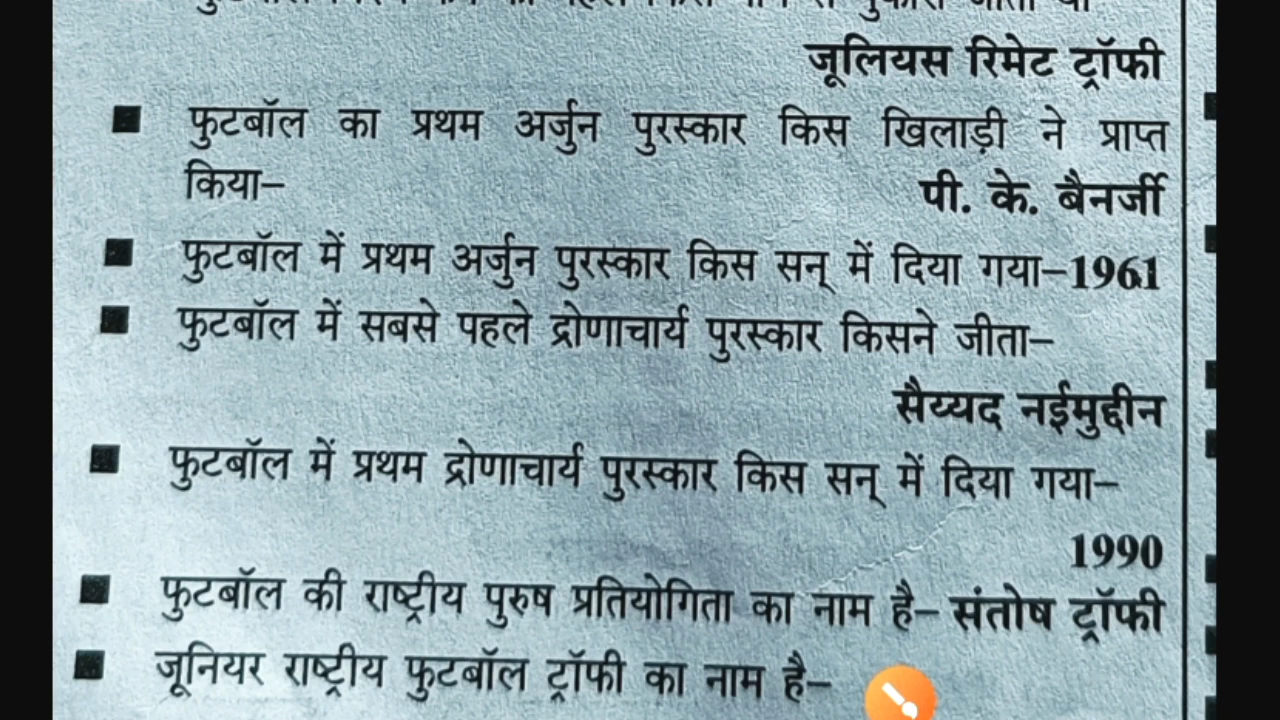 जूलियस रिमेट ट्रॉफी
■ फुटबॉल का प्रथम अर्जुन पुरस्कार किस खिलाड़ी ने प्राप्त
किया– पी. के. बैनर्जी
■ फुटबॉल में प्रथम अर्जुन पुरस्कार किस सन् में दिया गया–1961
■ फुटबॉल में सबसे पहले द्रोणाचार्य पुरस्कार किसने जीता–
सैय्यद नईमुद्दीन
■ फुटबॉल में प्रथम द्रोणाचार्य पुरस्कार किस सन् में दिया गया–
1990
■ फुटबॉल की राष्ट्रीय पुरुष प्रतियोगिता का नाम है– संतोष ट्रॉफी
■ जूनियर राष्ट्रीय फुटबॉल ट्रॉफी का नाम है–